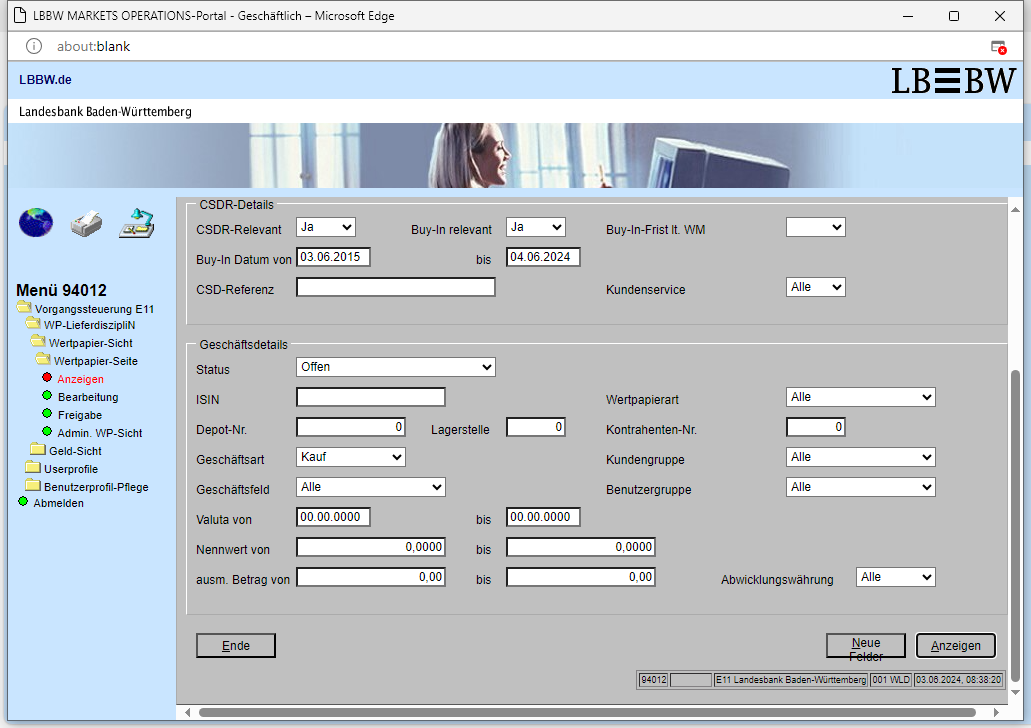 LBBW MARKETS OPERATIONS-Portal - Geschäftlich – Microsoft Edge
about:blank
LBBW.de
LBBW
Landesbank Baden-Württemberg
Menü 94012
Vorgangssteuerung E11
WP-LieferdiszipliN
Wertpapier-Sicht
Wertpapier-Seite
Anzeigen
Bearbeitung
Freigabe
Admin. WP-Sicht
Geld-Sicht
Userprofile
Benutzerprofil-Pflege
Abmelden
CSDR-Details
CSDR-Relevant Ja Buy-In relevant Ja Buy-In-Frist lt. WM
Buy-In Datum von 03.06.2015 bis 04.06.2024
CSD-Referenz Kundenservice Alle
Geschäftsdetails
Status Offen
ISIN Wertpapierart Alle
Depot-Nr. 0 Lagerstelle 0 Kontrahenten-Nr. 0
Geschäftsart Kauf Kundengruppe Alle
Geschäftsfeld Alle Benutzergruppe Alle
Valuta von 00.00.0000 bis 00.00.0000
Nennwert von 0,0000 bis 0,0000
ausm. Betrag von 0,00 bis 0,00 Abwicklungswährung Alle
Ende Neue Felder Anzeigen
94012 E11 Landesbank Baden-Württemberg 001 WLD 03.06.2024, 08:38:20